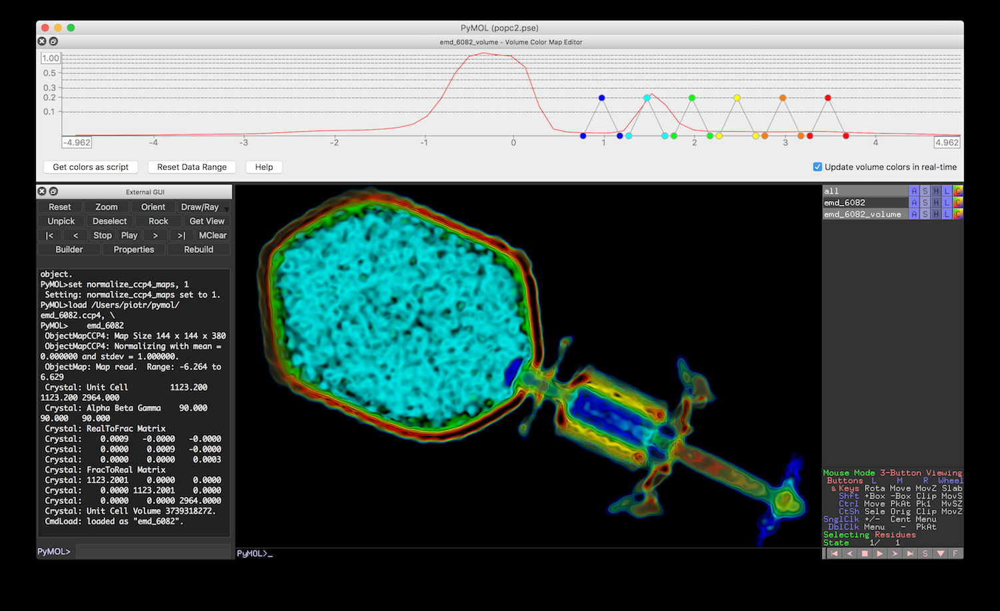 PyMOL (popc2.pse)
emd_6082_volume - Volume Color Map Editor
1.00
0.5
0.3
0.2
0.1
-4.962 -4 -3 -2 -1 0 1 2 3 4 4.962
Get colors as script Reset Data Range Help Update volume colors in real-time
External GUI
Reset Zoom Orient Draw/Ray
Unpick Deselect Rock Get View
|< < Stop Play > >| MClear
Builder Properties Rebuild
object.
PyMOL>set normalize_ccp4_maps, 1
Setting: normalize_ccp4_maps set to 1.
PyMOL>load /Users/piotr/pymol/
emd_6082.ccp4, \
PyMOL> emd_6082
ObjectMapCCP4: Map Size 144 x 144 x 380
ObjectMapCCP4: Normalizing with mean =
0.000000 and stdev = 1.000000.
ObjectMap: Map read. Range: -6.264 to
6.629
Crystal: Unit Cell 1123.200
1123.200 2964.000
Crystal: Alpha Beta Gamma 90.000
90.000 90.000
Crystal: RealToFrac Matrix
Crystal: 0.0009 -0.0000 -0.0000
Crystal: 0.0000 0.0009 -0.0000
Crystal: 0.0000 0.0000 0.0003
Crystal: FracToReal Matrix
Crystal: 1123.2001 0.0000 0.0000
Crystal: 0.0000 1123.2001 0.0000
Crystal: 0.0000 0.0000 2964.0000
Crystal: Unit Cell Volume 3739318272.
CmdLoad: loaded as "emd_6082".
PyMOL>
PyMOL>_
all A S H L C
emd_6082 A S H L C
emd_6082_volume A S H L C
Mouse Mode 3-Button Viewing
Buttons L M R Wheel
& Keys Rota Move MovZ Slab
Shft +Box -Box Clip MovS
Ctrl Move PkAt Pk1 MvSZ
CtSh Sele Orig Clip MovZ
SnglClk +/- Cent Menu
DblClk Menu - PkAt
Selecting Residues
State 1/ 1
S F